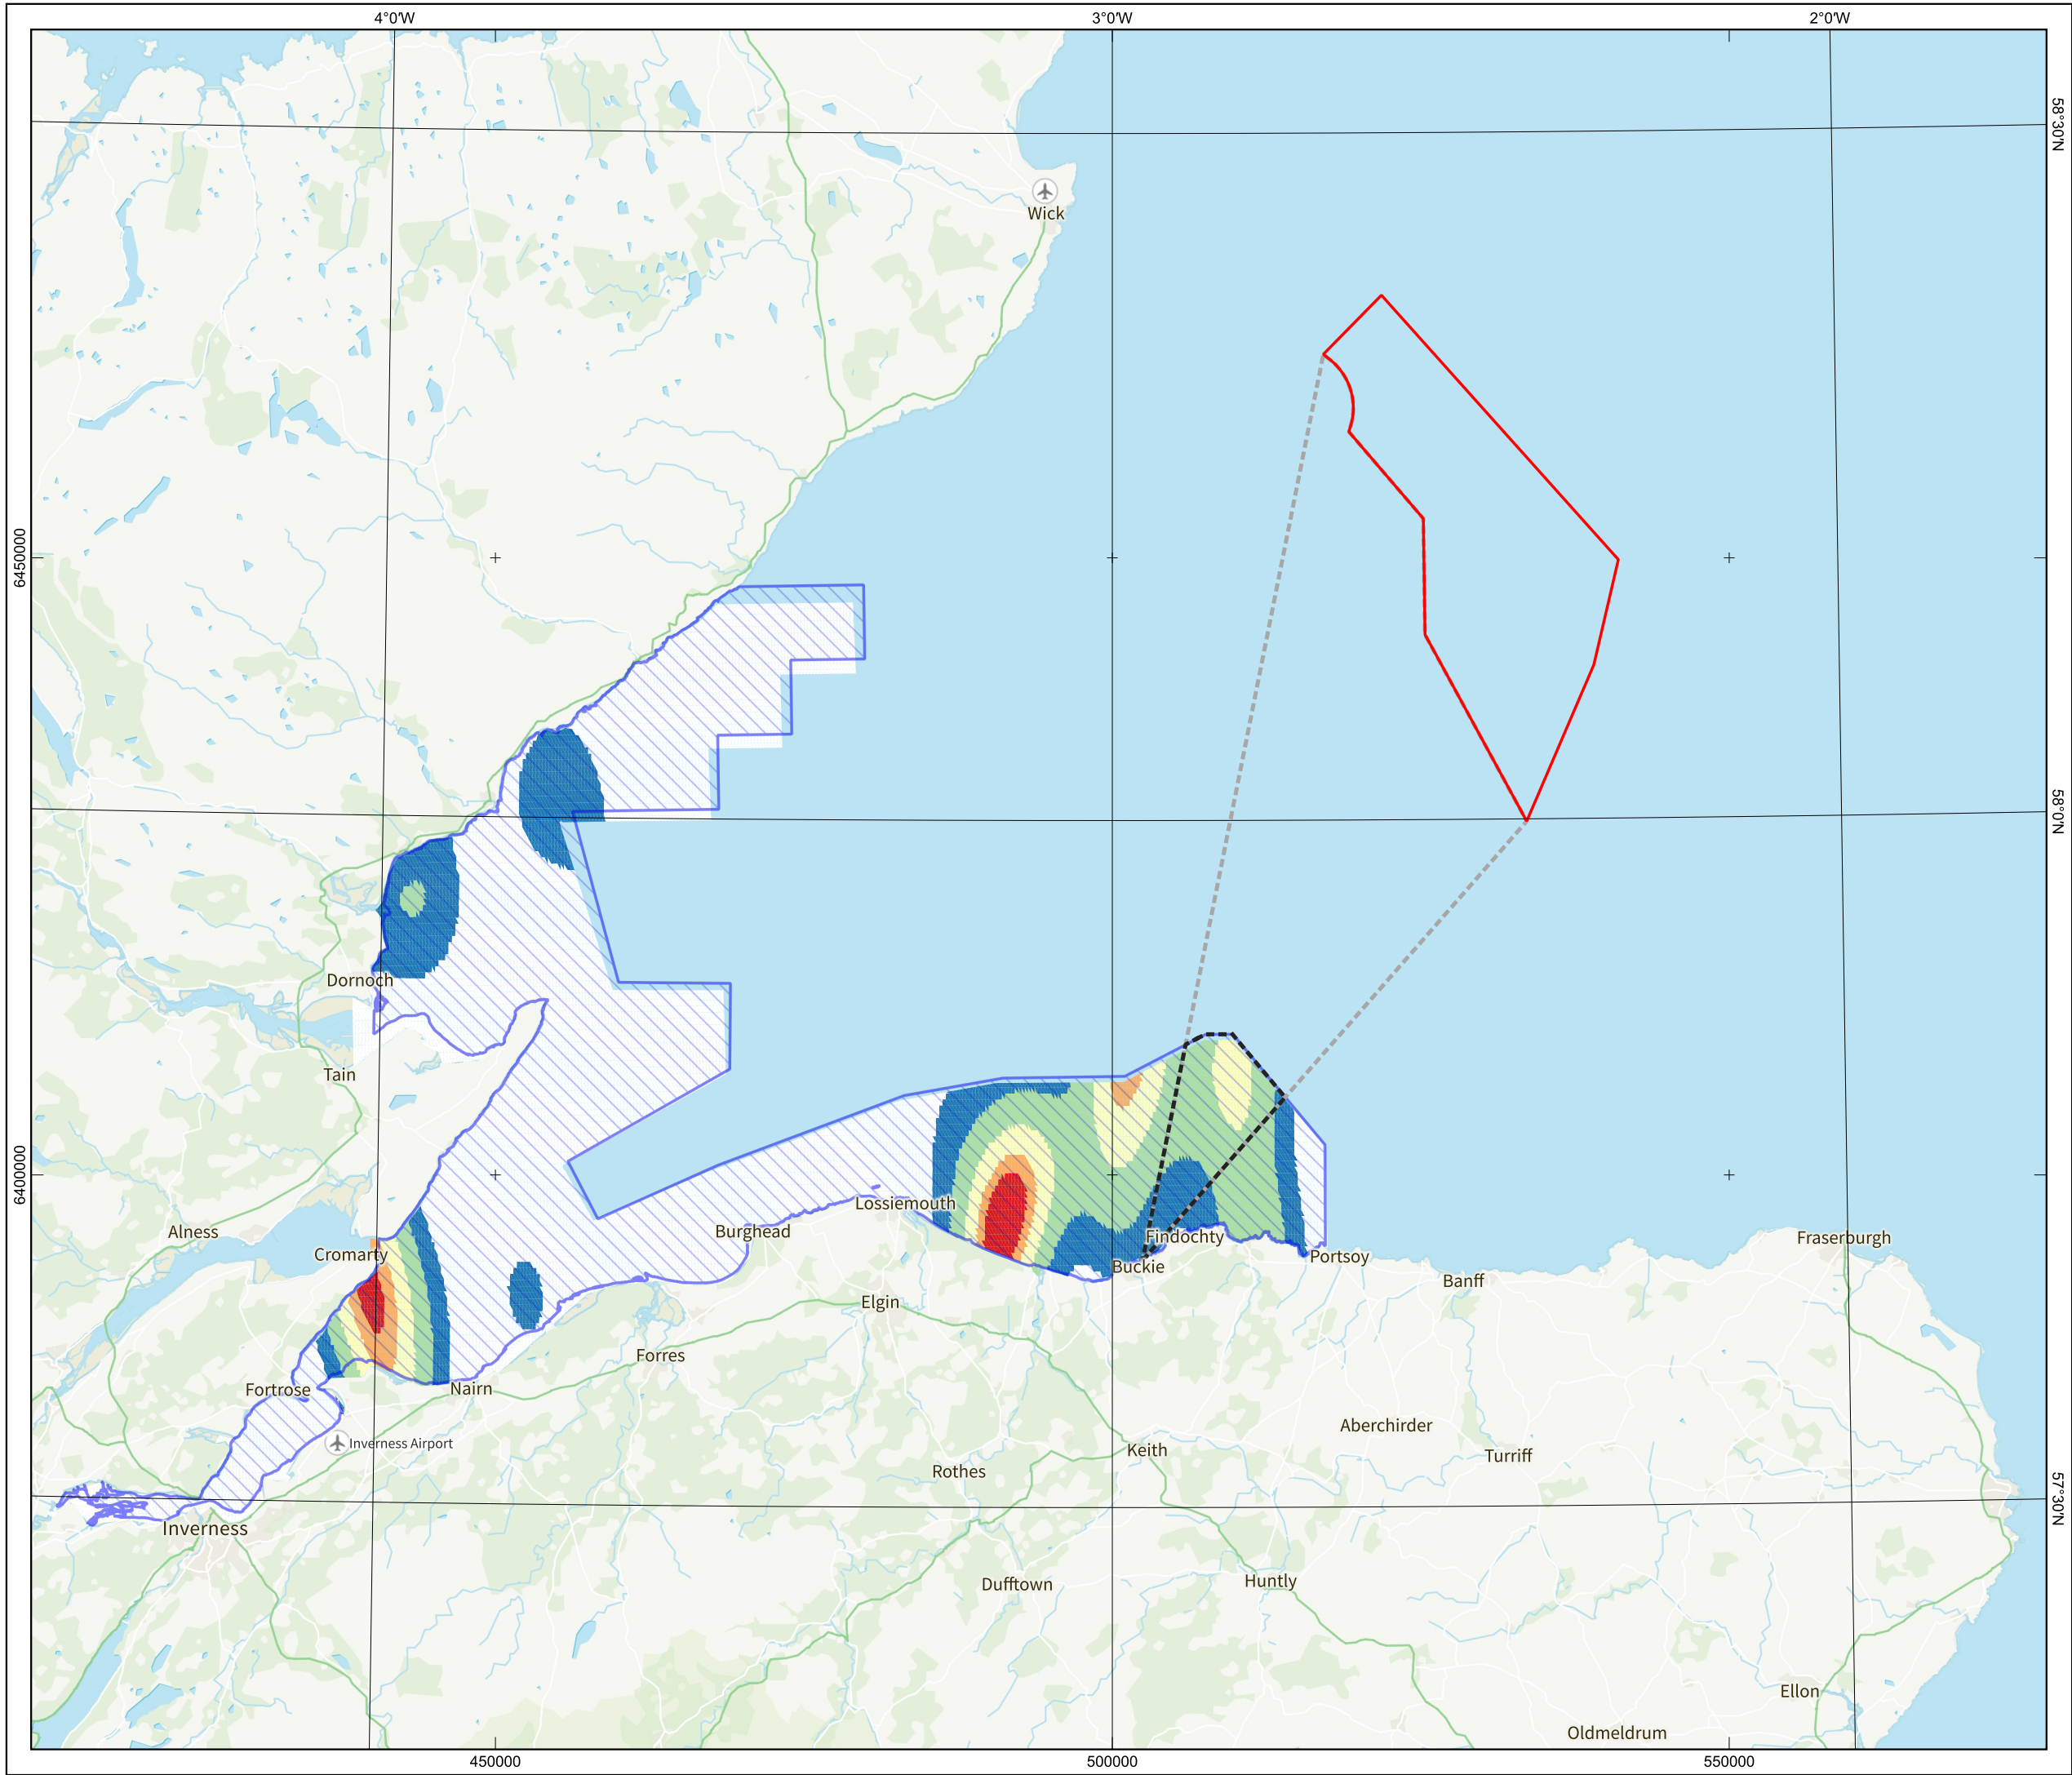 4°0'W
3°0'W
2°0'W
58°30'N
Wick
6450000
58°0'N
Dornoch
Tain
6400000
Lossiemouth
Alness
Burghead
Findochty
Fraserburgh
Cromarty
Portsoy
Buckie
Banff
Elgin
Forres
Fortrose
Nairn
Aberchirder
Inverness Airport
Keith
Turriff
Rothes
57°30'N
Inverness
Huntly
Dufftown
Ellon
Oldmeldrum
450000
500000
550000